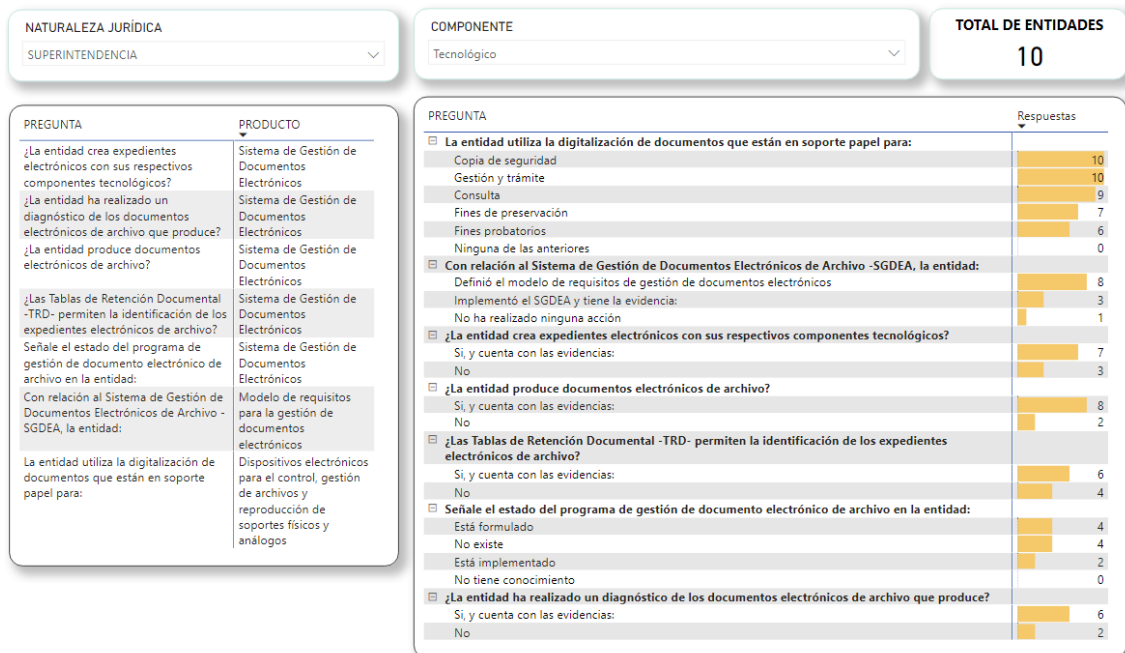 NATURALEZA JURÍDICA
SUPERINTENDENCIA
COMPONENTE
Tecnológico
TOTAL DE ENTIDADES
10
PREGUNTA
PRODUCTO
¿La entidad crea expedientes
electrónicos con sus respectivos
componentes tecnológicos?
Sistema de Gestión de
Documentos
Electrónicos
¿La entidad ha realizado un
diagnóstico de los documentos
electrónicos de archivo que produce?
Sistema de Gestión de
Documentos
Electrónicos
¿La entidad produce documentos
electrónicos de archivo?
Sistema de Gestión de
Documentos
Electrónicos
¿Las Tablas de Retención Documental
-TRD- permiten la identificación de los
expedientes electrónicos de archivo?
Sistema de Gestión de
Documentos
Electrónicos
Señale el estado del programa de
gestión de documento electrónico de
archivo en la entidad:
Sistema de Gestión de
Documentos
Electrónicos
Con relación al Sistema de Gestión de
Documentos Electrónicos de Archivo -
SGDEA, la entidad:
Modelo de requisitos
para la gestión de
documentos
electrónicos
La entidad utiliza la digitalización de
documentos que están en soporte
papel para:
Dispositivos electrónicos
para el control, gestión
de archivos y
reproducción de
soportes físicos y
análogos
PREGUNTA Respuestas
La entidad utiliza la digitalización de documentos que están en soporte papel para:
Copia de seguridad 10
Gestión y trámite 10
Consulta 9
Fines de preservación 7
Fines probatorios 6
Ninguna de las anteriores 0
Con relación al Sistema de Gestión de Documentos Electrónicos de Archivo -SGDEA, la entidad:
Definió el modelo de requisitos de gestión de documentos electrónicos 8
Implementó el SGDEA y tiene la evidencia: 3
No ha realizado ninguna acción 1
¿La entidad crea expedientes electrónicos con sus respectivos componentes tecnológicos?
Si, y cuenta con las evidencias: 7
No 3
¿La entidad produce documentos electrónicos de archivo?
Si, y cuenta con las evidencias: 8
No 2
¿Las Tablas de Retención Documental -TRD- permiten la identificación de los expedientes
electrónicos de archivo?
Si, y cuenta con las evidencias: 6
No 4
Señale el estado del programa de gestión de documento electrónico de archivo en la entidad:
Está formulado 4
No existe 4
Está implementado 2
No tiene conocimiento 0
¿La entidad ha realizado un diagnóstico de los documentos electrónicos de archivo que produce?
Si, y cuenta con las evidencias: 6
No 2